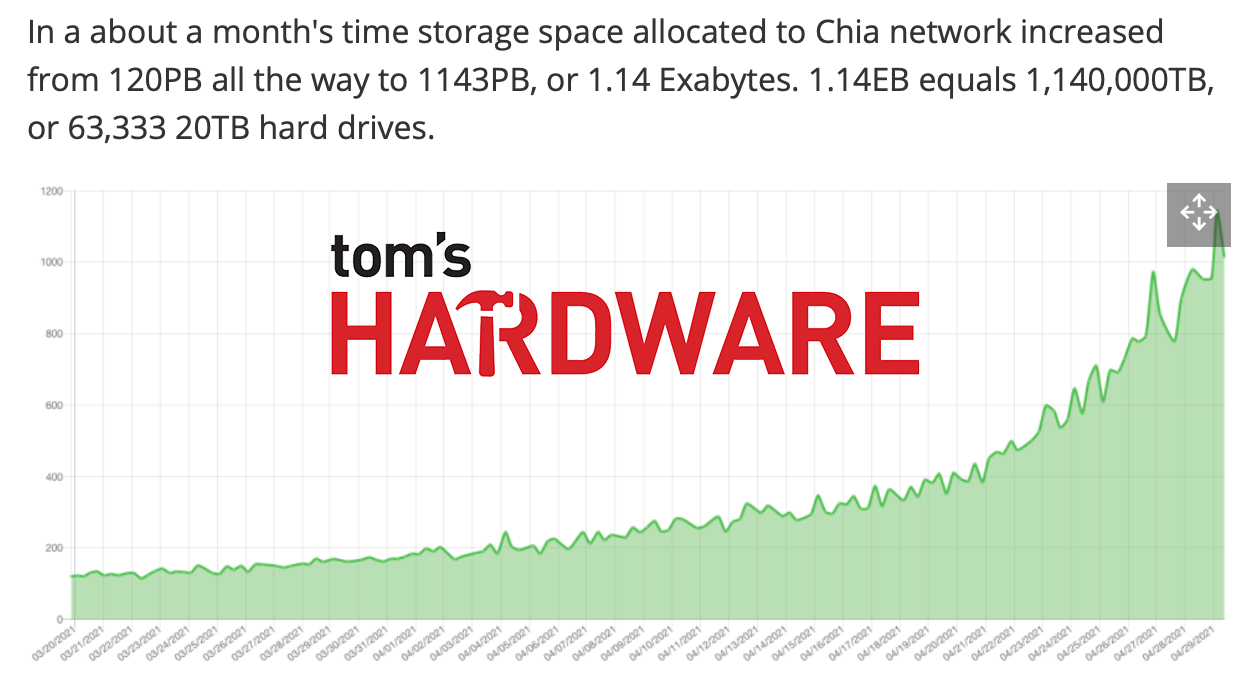 In a about a month's time storage space allocated to Chia network increased
from 120PB all the way to 1143PB, or 1.14 Exabytes. 1.14EB equals 1,140,000TB,
or 63,333 20TB hard drives.
1200
tom's
1000
HARDWARE
800
600
400
200
0
03/20/2021 03/21/2021 03/22/2021 03/23/2021 03/24/2021 03/25/2021 03/26/2021 03/27/2021 03/28/2021 03/29/2021 03/30/2021 03/31/2021 04/01/2021 04/02/2021 04/03/2021 04/04/2021 04/05/2021 04/06/2021 04/07/2021 04/08/2021 04/09/2021 04/10/2021 04/11/2021 04/12/2021 04/13/2021 04/14/2021 04/15/2021 04/16/2021 04/17/2021 04/18/2021 04/19/2021 04/20/2021 04/21/2021 04/22/2021 04/23/2021 04/24/2021 04/25/2021 04/26/2021 04/27/2021 04/28/2021 04/29/2021